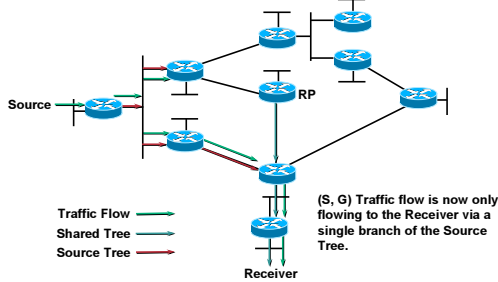 RP
Source
(S, G) Traffic flow is now only
flowing to the Receiver via a
single branch of the Source
Tree.
Traffic Flow
Shared Tree
Source Tree
Receiver